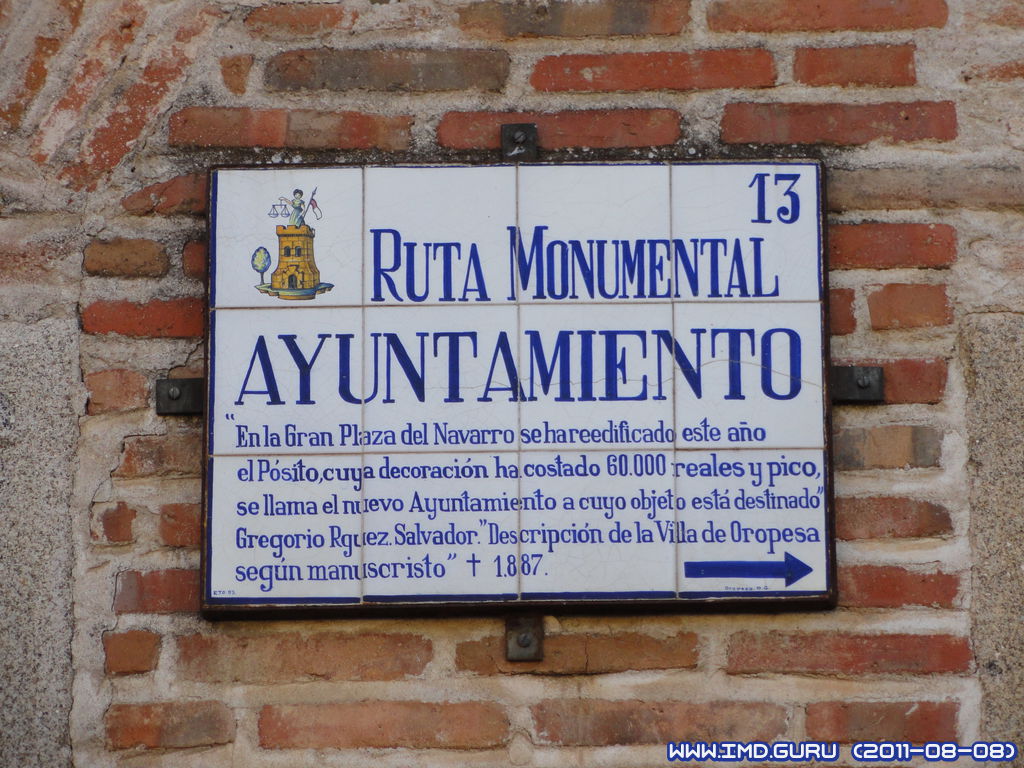 13
RUTA MONUMENTAL
AYUNTAMIENTO
"En la Gran Plaza del Navarro se ha reedificado este año
el Pósito, cuya decoración ha costado 60.000 reales y pico,
se llama el nuevo Ayuntamiento a cuyo objeto está destinado"
Gregorio Rguez. Salvador. "Descripción de la Villa de Oropesa
según manuscristo" † 1.887.
WWW.IMD.GURU (2011-08-08)